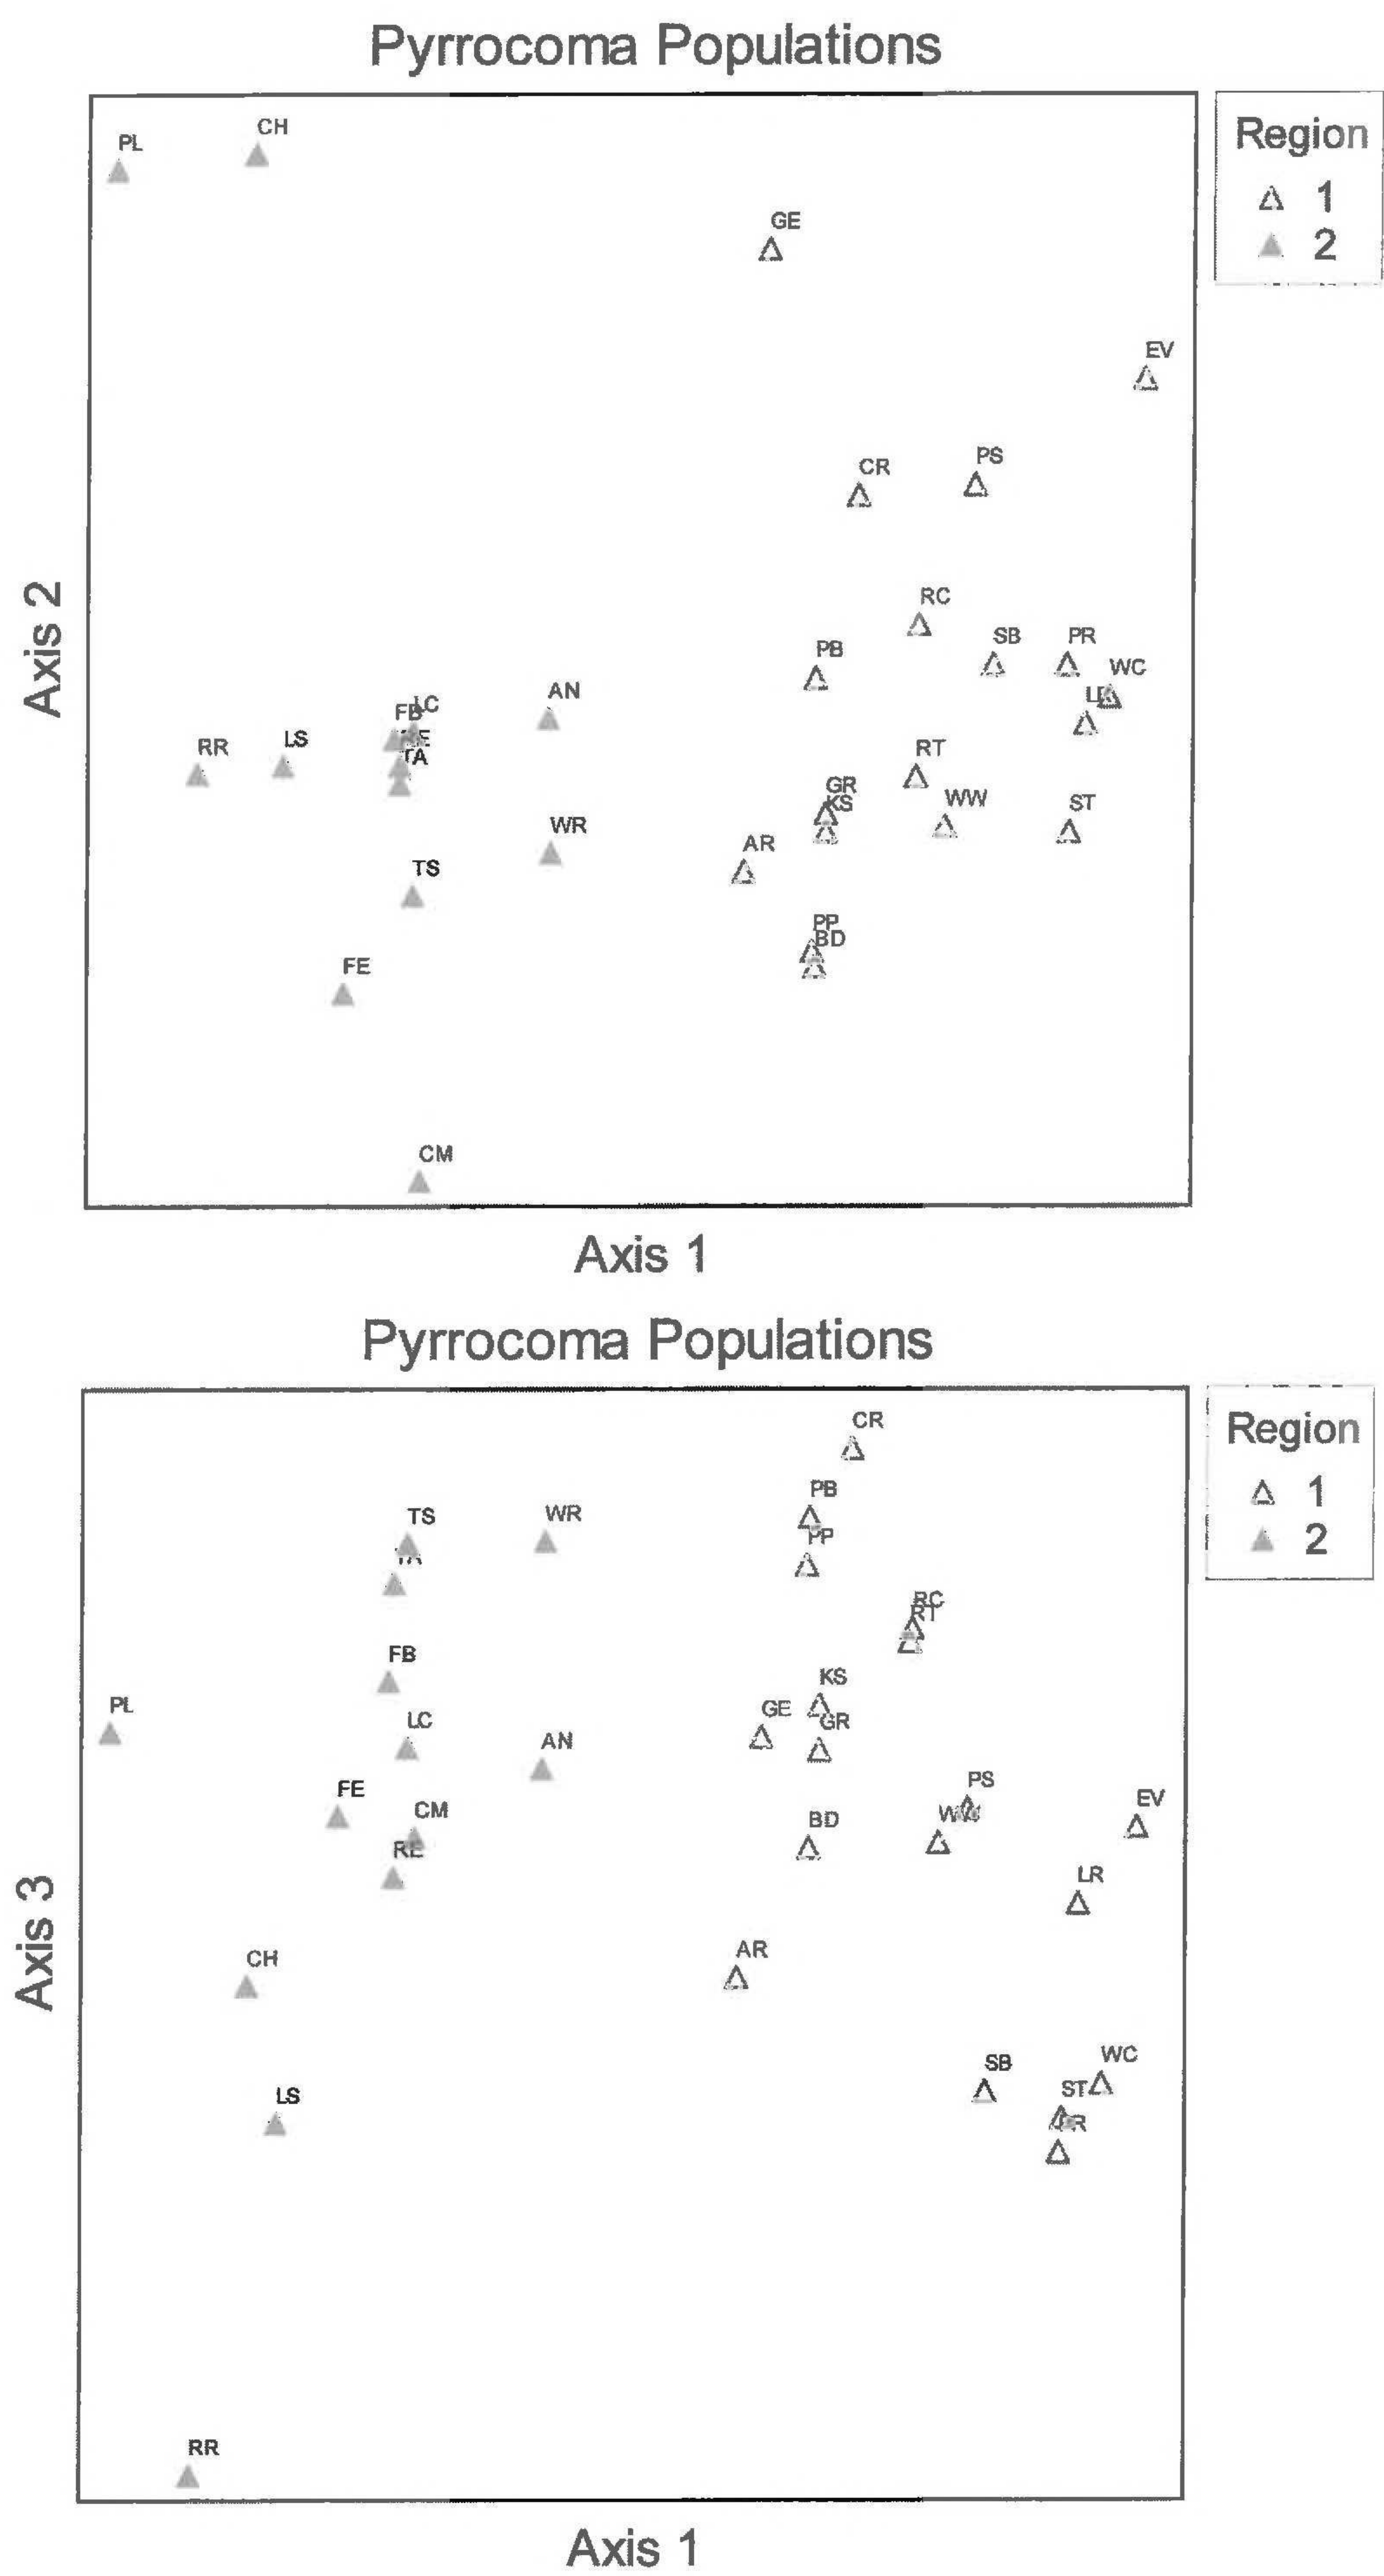 Pyrrocoma Populations
Region
1
2
PL
CH
GE
EV
CR
PS
RC
PB
SB
PR
WC
AN
LC
FB
RE
TA
RR
LS
RT
GR
KS
WW
ST
WR
AR
TS
PP
BD
FE
CM
Axis 2
Axis 1
Pyrrocoma Populations
Region
1
2
CR
PB
PP
TS
WR
RC
RT
FB
KS
GE
GR
PL
LC
AN
FE
CM
RE
PS
WW
EV
BD
LR
AR
CH
SB
WC
ST
LS
RR
Axis 3
Axis 1